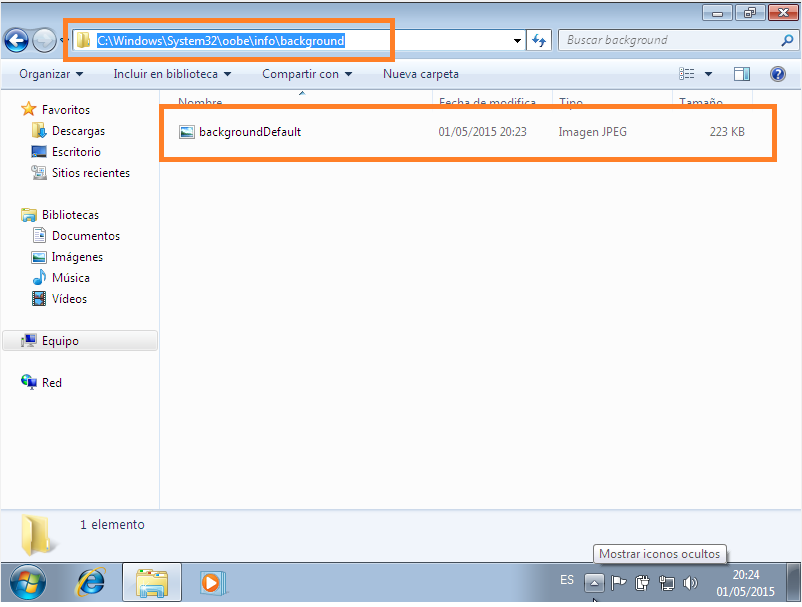 C:\Windows\System32\oobe\info\background
Buscar background
Organizar Incluir en biblioteca Compartir con Nueva carpeta
Nombre Fecha de modifica... Tipo Tamaño
Favoritos
Descargas
Escritorio
Sitios recientes
Bibliotecas
Documentos
Imágenes
Música
Vídeos
Equipo
Red
backgroundDefault 01/05/2015 20:23 Imagen JPEG 223 KB
1 elemento
Mostrar iconos ocultos
ES
20:24
01/05/2015